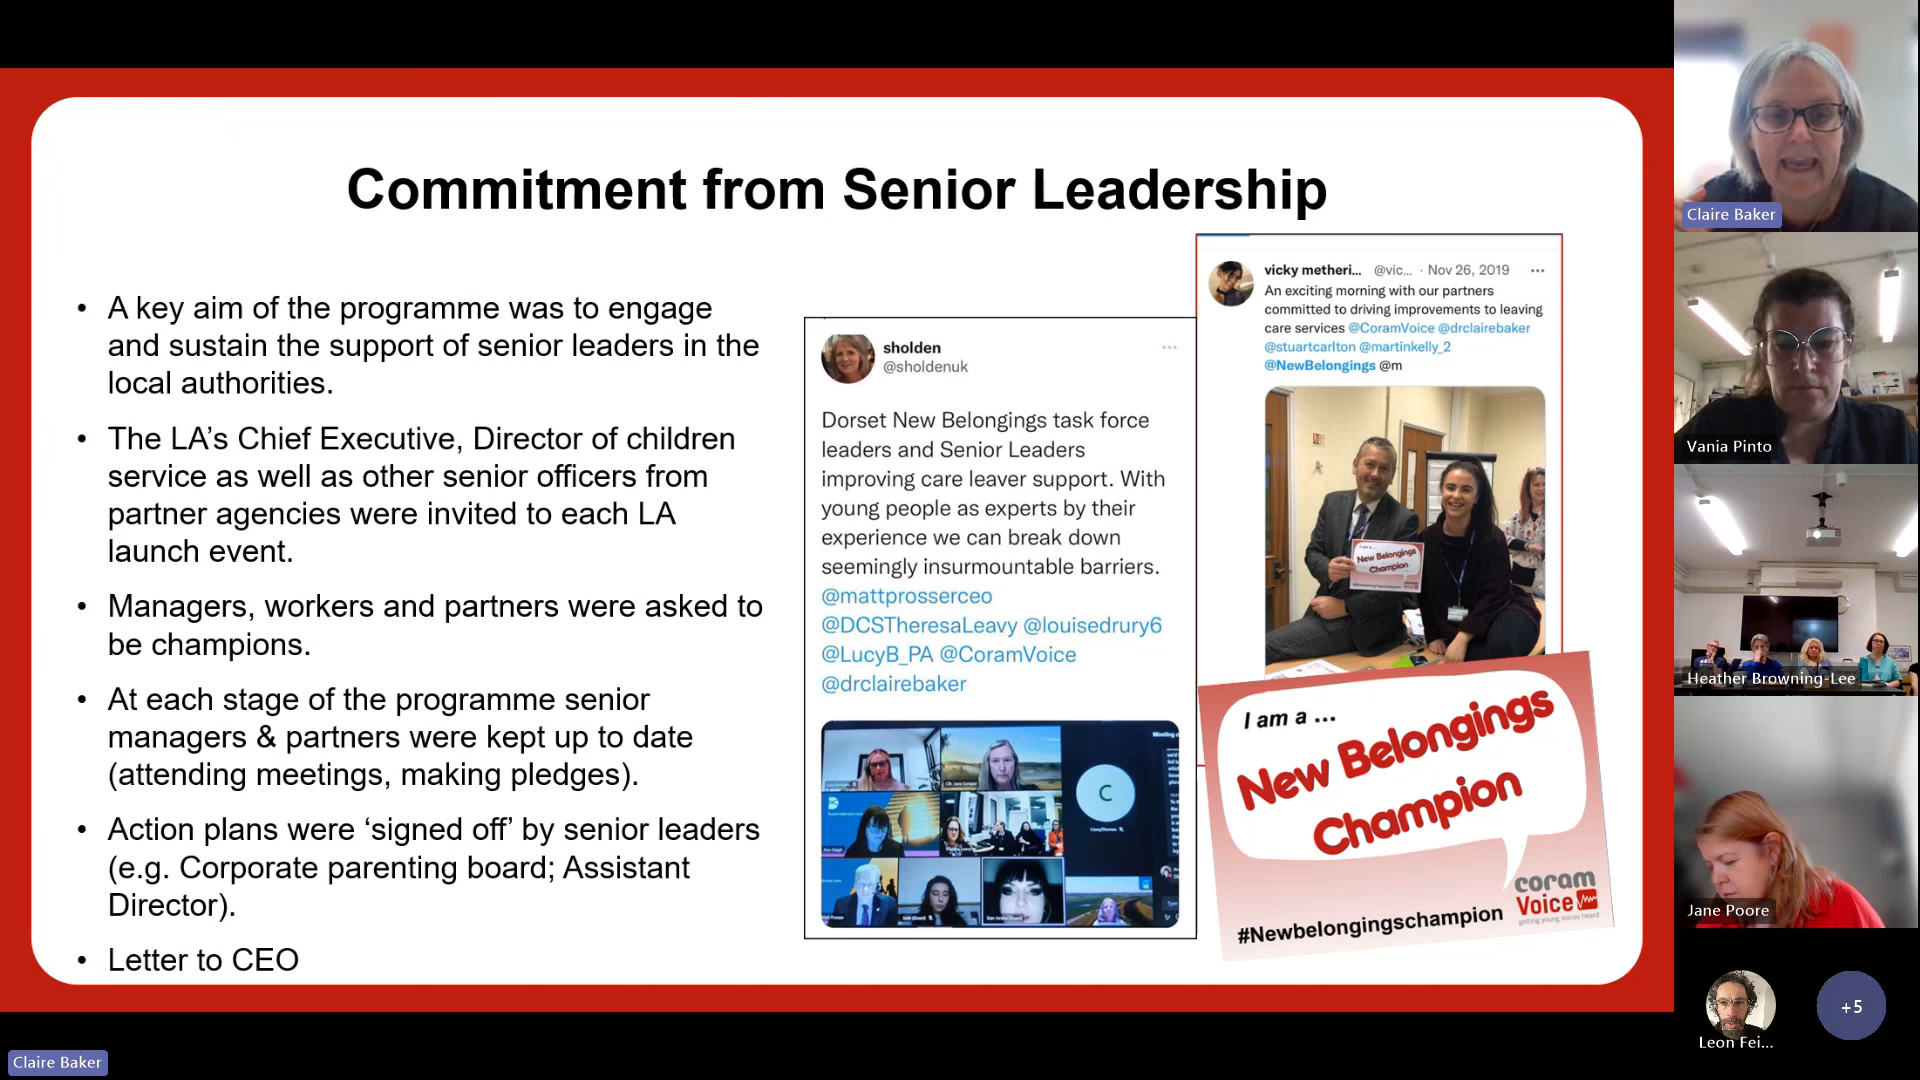 Commitment from Senior Leadership
• A key aim of the programme was to engage
and sustain the support of senior leaders in the
local authorities.
• The LA’s Chief Executive, Director of children
service as well as other senior officers from
partner agencies were invited to each LA
launch event.
• Managers, workers and partners were asked to
be champions.
• At each stage of the programme senior
managers & partners were kept up to date
(attending meetings, making pledges).
• Action plans were ‘signed off’ by senior leaders
(e.g. Corporate parenting board; Assistant
Director).
• Letter to CEO
sholden
@sholdenuk
Dorset New Belongings task force
leaders and Senior Leaders
improving care leaver support. With
young people as experts by their
experience we can break down
seemingly insurmountable barriers.
@mattprosserceo
@DCSTheresaLeavy @louisedrury6
@LucyB_PA @CoramVoice
@drclairebaker
C
vicky metheri... @vic... · Nov 26, 2019
An exciting morning with our partners
committed to driving improvements to leaving
care services @CoramVoice @drclairebaker
@stuartcarlton @martinkelly_2
@NewBelongings @m
I am a ...
New Belongings
Champion
I am a ...
New Belongings
Champion
coram
Voice
getting young voices heard
#Newbelongingschampion
Claire Baker
Vania Pinto
Heather Browning-Lee
Jane Poore
Leon Fei...
+5
Claire Baker